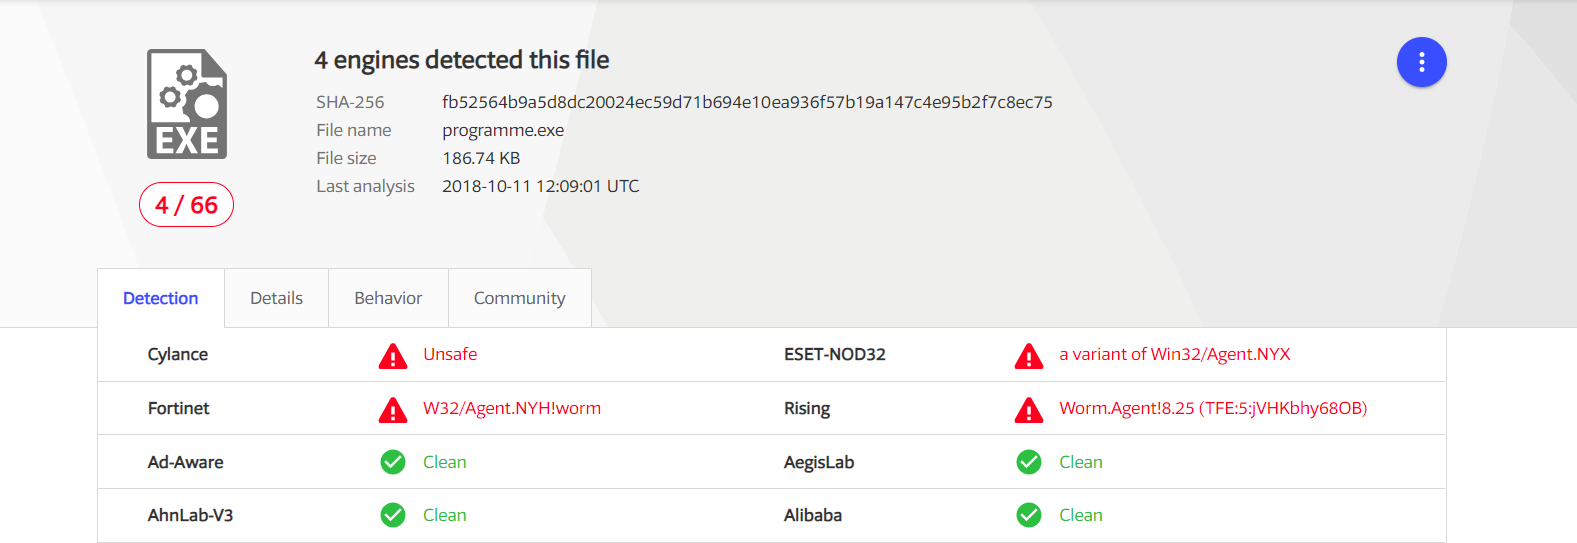 4 engines detected this file
SHA-256 fb52564b9a5d8dc20024ec59d71b694e10ea936f57b19a147c4e95b2f7c8ec75
File name programme.exe
File size 186.74 KB
Last analysis 2018-10-11 12:09:01 UTC
EXE
4 / 66
Detection Details Behavior Community
Cylance Unsafe ESET-NOD32 a variant of Win32/Agent.NYX
Fortinet W32/Agent.NYH!worm Rising Worm.Agent!8.25 (TFE:5:jVHKbhy68OB)
Ad-Aware Clean AegisLab Clean
AhnLab-V3 Clean Alibaba Clean